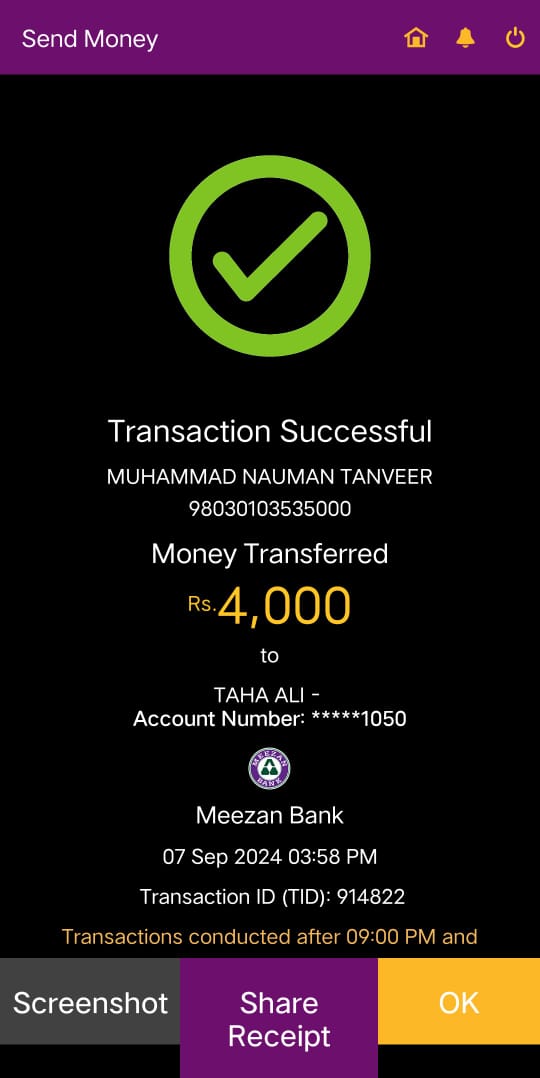 Send Money
Transaction Successful
MUHAMMAD NAUMAN TANVEER
98030103535000
Money Transferred
Rs.4,000
to
TAHA ALI -
Account Number: *****1050
MEEZAN
BANK
Meezan Bank
07 Sep 2024 03:58 PM
Transaction ID (TID): 914822
Transactions conducted after 09:00 PM and
Screenshot
Share
Receipt
OK